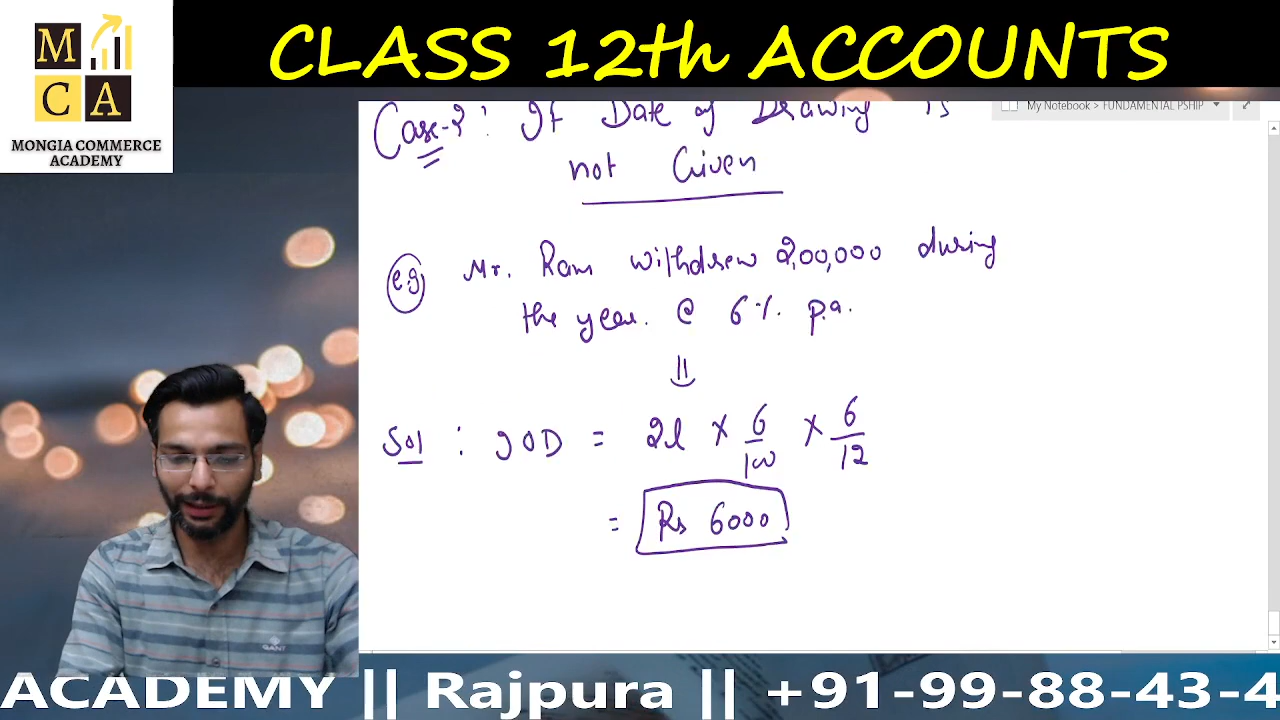 M
C A
MONGIA COMMERCE
ACADEMY
CLASS 12th ACCOUNTS
My Notebook > FUNDAMENTAL PSHIP
Case-2 : If Date of Drawing is
not Given
e.g Mr. Ram withdrew 2,00,000 during
the year. @ 6% p.a.
Sol : IOD = 2l × 6/100 × 6/12
= Rs 6000
GANT
ACADEMY || Rajpura || +91-99-88-43-4